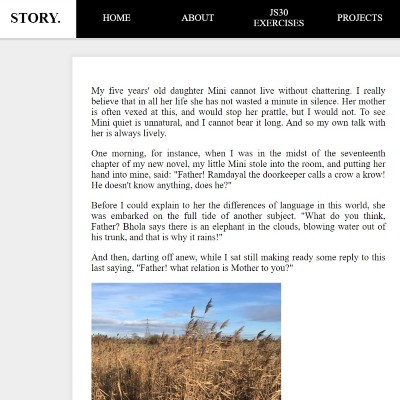 STORY.
HOME
ABOUT
JS30
EXERCISES
PROJECTS
My five years' old daughter Mini cannot live without chattering. I really
believe that in all her life she has not wasted a minute in silence. Her mother
is often vexed at this, and would stop her prattle, but I would not. To see
Mini quiet is unnatural, and I cannot bear it long. And so my own talk with
her is always lively.
One morning, for instance, when I was in the midst of the seventeenth
chapter of my new novel, my little Mini stole into the room, and putting her
hand into mine, said: "Father! Ramdayal the doorkeeper calls a crow a krow!
He doesn't know anything, does he?"
Before I could explain to her the differences of language in this world, she
was embarked on the full tide of another subject. "What do you think,
Father? Bhola says there is an elephant in the clouds, blowing water out of
his trunk, and that is why it rains!"
And then, darting off anew, while I sat still making ready some reply to this
last saying, "Father! what relation is Mother to you?"